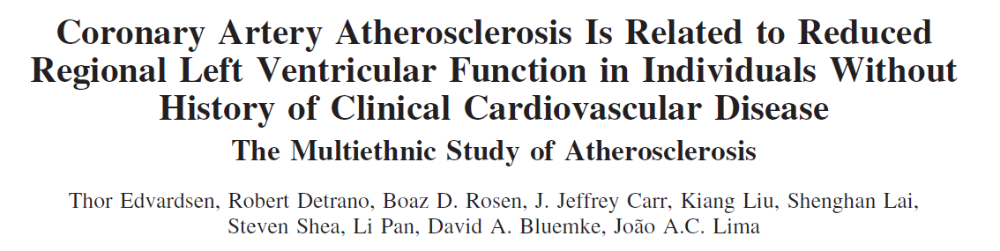 Coronary Artery Atherosclerosis Is Related to Reduced
Regional Left Ventricular Function in Individuals Without
History of Clinical Cardiovascular Disease
The Multiethnic Study of Atherosclerosis
Thor Edvardsen, Robert Detrano, Boaz D. Rosen, J. Jeffrey Carr, Kiang Liu, Shenghan Lai,
Steven Shea, Li Pan, David A. Bluemke, João A.C. Lima